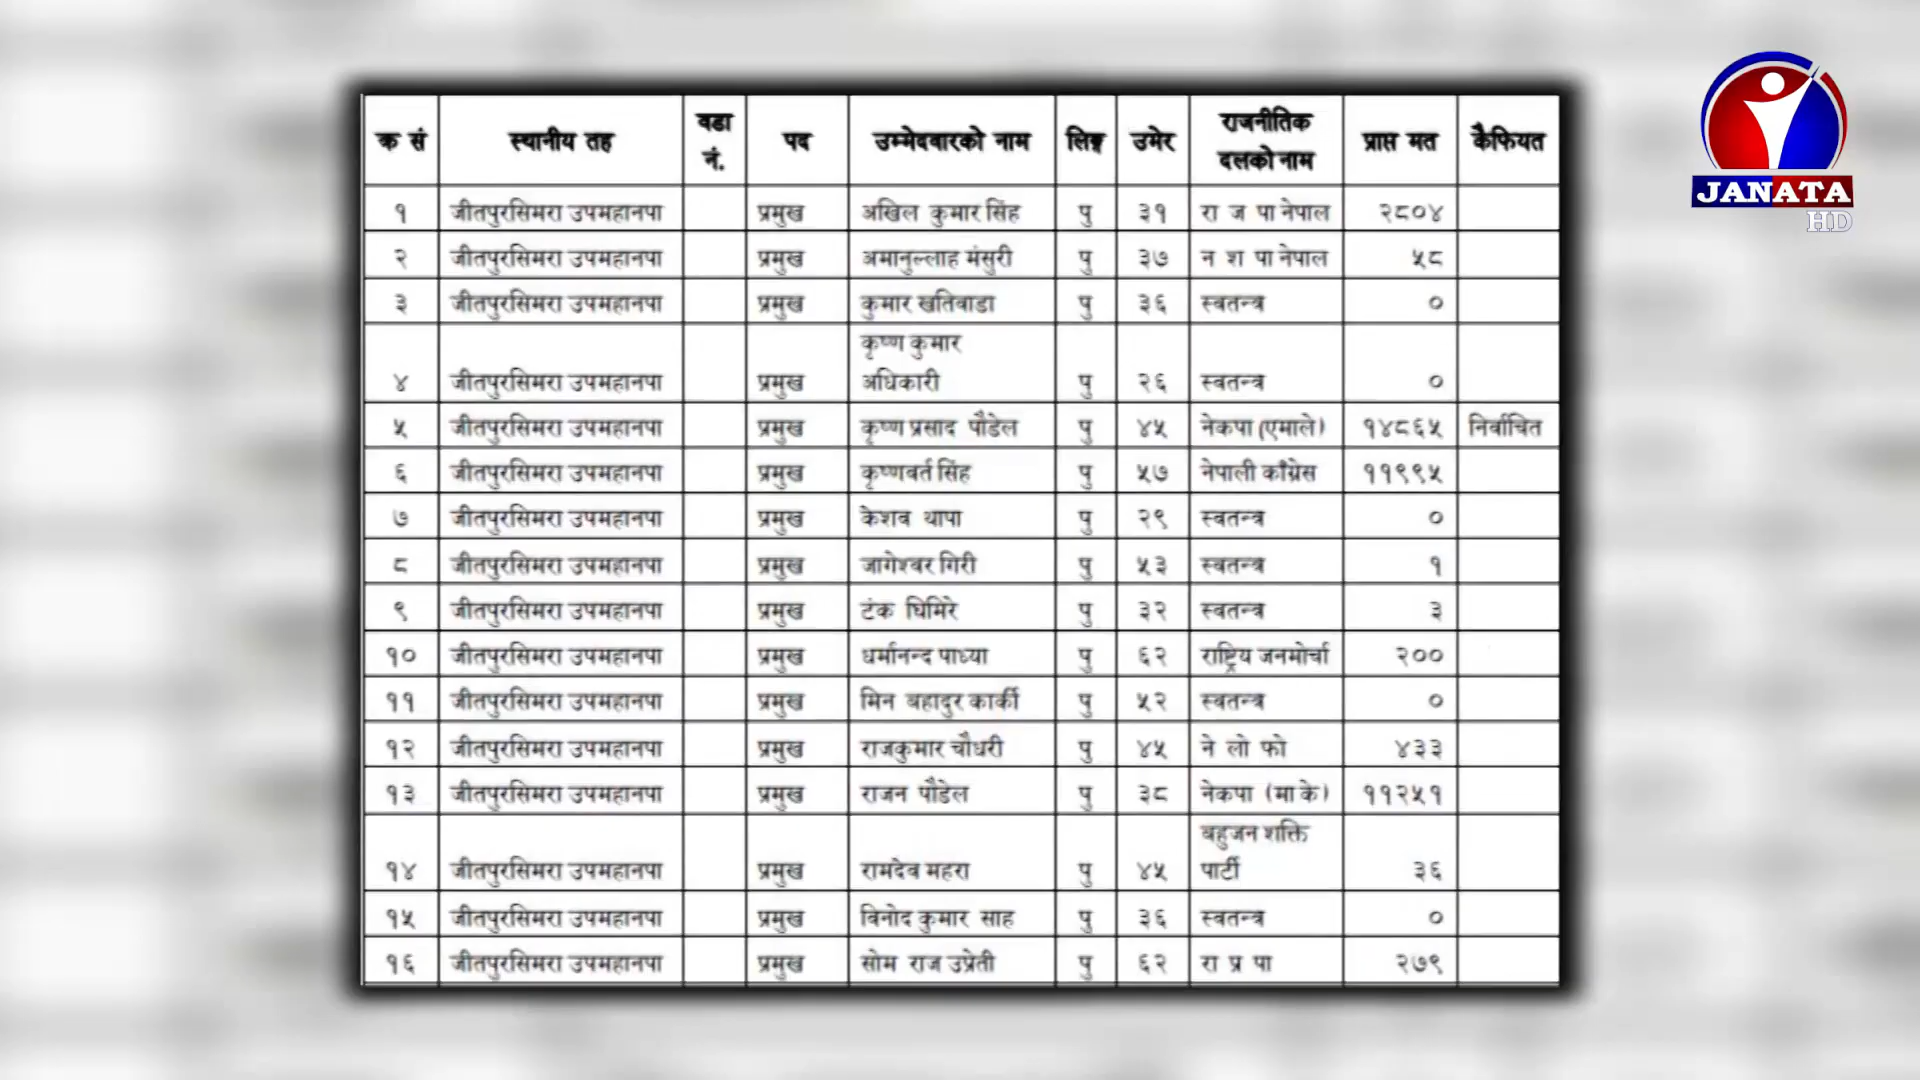 क्र सं स्थानीय तह वडा नं. पद उम्मेदवारको नाम लिङ्ग उमेर राजनीतिक दलको नाम प्राप्त मत कैफियत
१ जीतपुरसिमरा उपमहानपा प्रमुख अखिल कुमार सिंह पु ३१ रा ज पा नेपाल २८०४
२ जीतपुरसिमरा उपमहानपा प्रमुख अमानुल्लाह मंसुरी पु ३७ न श पा नेपाल ५८
३ जीतपुरसिमरा उपमहानपा प्रमुख कुमार खतिवाडा पु ३६ स्वतन्त्र ०
४ जीतपुरसिमरा उपमहानपा प्रमुख कृष्ण कुमार अधिकारी पु २६ स्वतन्त्र ०
५ जीतपुरसिमरा उपमहानपा प्रमुख कृष्ण प्रसाद पौडेल पु ४५ नेकपा (एमाले) १४८६५ निर्वाचित
६ जीतपुरसिमरा उपमहानपा प्रमुख कृष्णवर्त सिंह पु ५७ नेपाली काँग्रेस ११९९५
७ जीतपुरसिमरा उपमहानपा प्रमुख केशव थापा पु २९ स्वतन्त्र ०
८ जीतपुरसिमरा उपमहानपा प्रमुख जागेश्वर गिरी पु ५३ स्वतन्त्र १
९ जीतपुरसिमरा उपमहानपा प्रमुख टंक घिमिरे पु ३२ स्वतन्त्र ३
१० जीतपुरसिमरा उपमहानपा प्रमुख धर्मानन्द पाध्या पु ६२ राष्ट्रिय जनमोर्चा २००
११ जीतपुरसिमरा उपमहानपा प्रमुख मिन बहादुर कार्की पु ५२ स्वतन्त्र ०
१२ जीतपुरसिमरा उपमहानपा प्रमुख राजकुमार चौधरी पु ४५ ने लो फो ४३३
१३ जीतपुरसिमरा उपमहानपा प्रमुख राजन पौडेल पु ३८ नेकपा (मा के) ११२५१
१४ जीतपुरसिमरा उपमहानपा प्रमुख रामदेव महरा पु ४५ बहुजन शक्ति पार्टी ३६
१५ जीतपुरसिमरा उपमहानपा प्रमुख विनोद कुमार साह पु ३६ स्वतन्त्र ०
१६ जीतपुरसिमरा उपमहानपा प्रमुख सोम राज उप्रेती पु ६२ रा प्र पा २७९
JANATA
HD